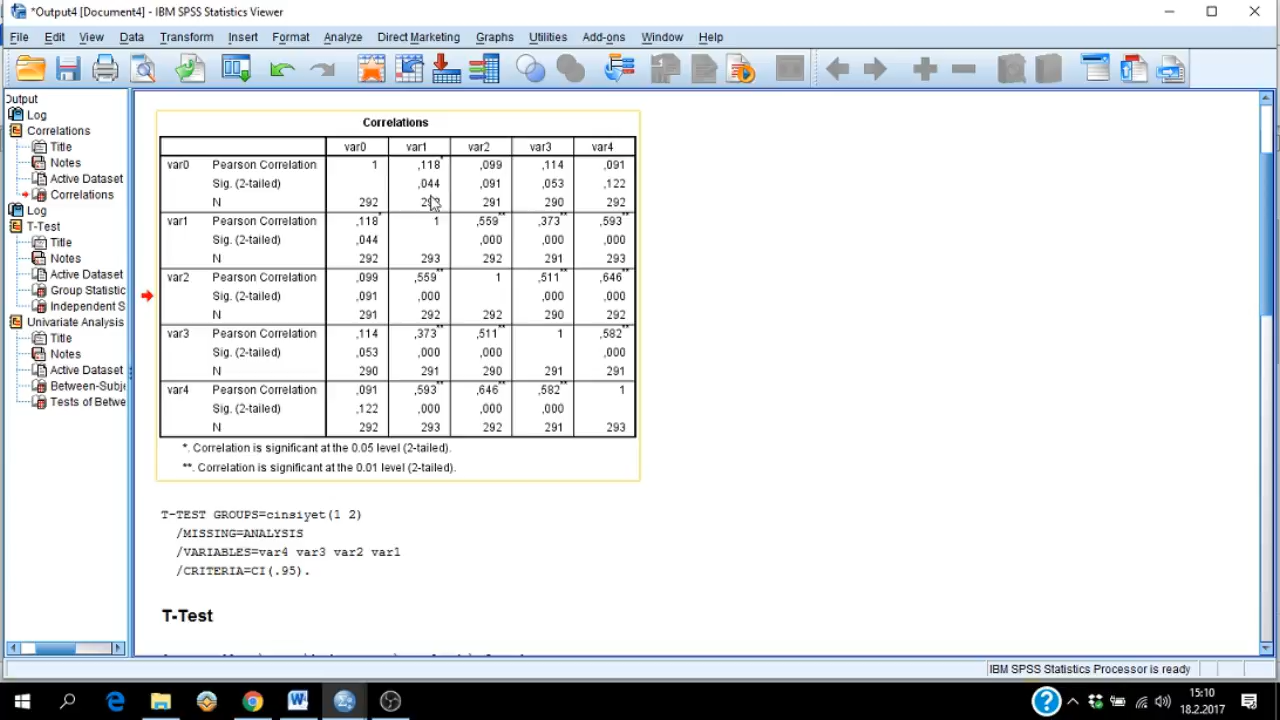 *Output4 [Document4] - IBM SPSS Statistics Viewer
File Edit View Data Transform Insert Format Analyze Direct Marketing Graphs Utilities Add-ons Window Help
Output
Log
Correlations
Title
Notes
Active Dataset
Correlations
Log
T-Test
Title
Notes
Active Dataset
Group Statistic
Independent S
Univariate Analysis
Title
Notes
Active Dataset
Between-Subje
Tests of Betwe
Correlations
var0 var1 var2 var3 var4
var0 Pearson Correlation 1 ,118* ,099 ,114 ,091
Sig. (2-tailed) ,044 ,091 ,053 ,122
N 292 291 290 292
var1 Pearson Correlation ,118* 1 ,559** ,373** ,593**
Sig. (2-tailed) ,044 ,000 ,000 ,000
N 292 293 292 291 293
var2 Pearson Correlation ,099 ,559** 1 ,511** ,646**
Sig. (2-tailed) ,091 ,000 ,000 ,000
N 291 292 292 290 292
var3 Pearson Correlation ,114 ,373** ,511** 1 ,582**
Sig. (2-tailed) ,053 ,000 ,000 ,000
N 290 291 290 291 291
var4 Pearson Correlation ,091 ,593** ,646** ,582** 1
Sig. (2-tailed) ,122 ,000 ,000 ,000
N 292 293 292 291 293
*. Correlation is significant at the 0.05 level (2-tailed).
**. Correlation is significant at the 0.01 level (2-tailed).
T-TEST GROUPS=cinsiyet(1 2)
/MISSING=ANALYSIS
/VARIABLES=var4 var3 var2 var1
/CRITERIA=CI(.95).
T-Test
IBM SPSS Statistics Processor is ready
15:10
18.2.2017